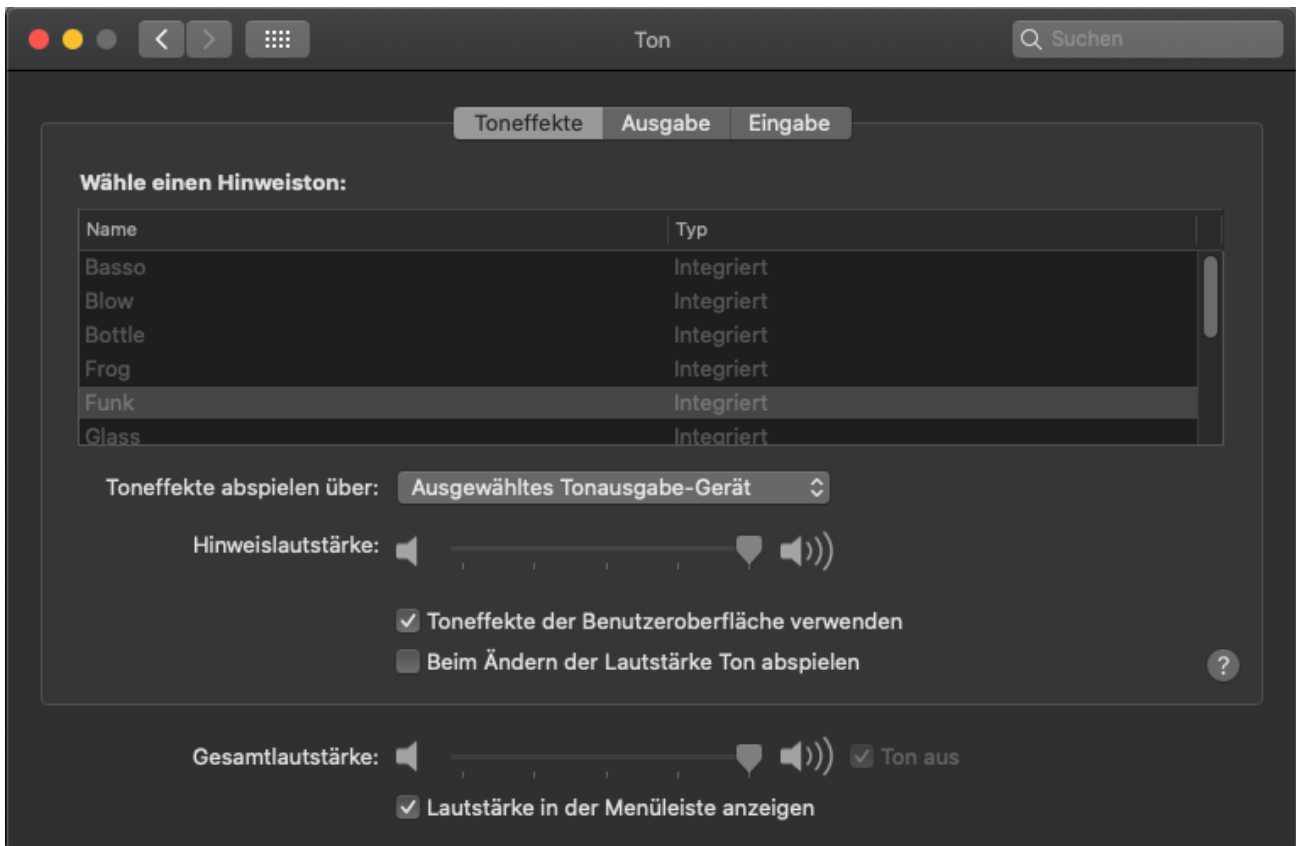 Ton
Suchen
Toneffekte Ausgabe Eingabe
Wähle einen Hinweiston:
Name Typ
Basso Integriert
Blow Integriert
Bottle Integriert
Frog Integriert
Funk Integriert
Glass Integriert
Toneffekte abspielen über: Ausgewähltes Tonausgabe-Gerät
Hinweislautstärke:
Toneffekte der Benutzeroberfläche verwenden
Beim Ändern der Lautstärke Ton abspielen
?
Gesamtlautstärke: Ton aus
Lautstärke in der Menüleiste anzeigen